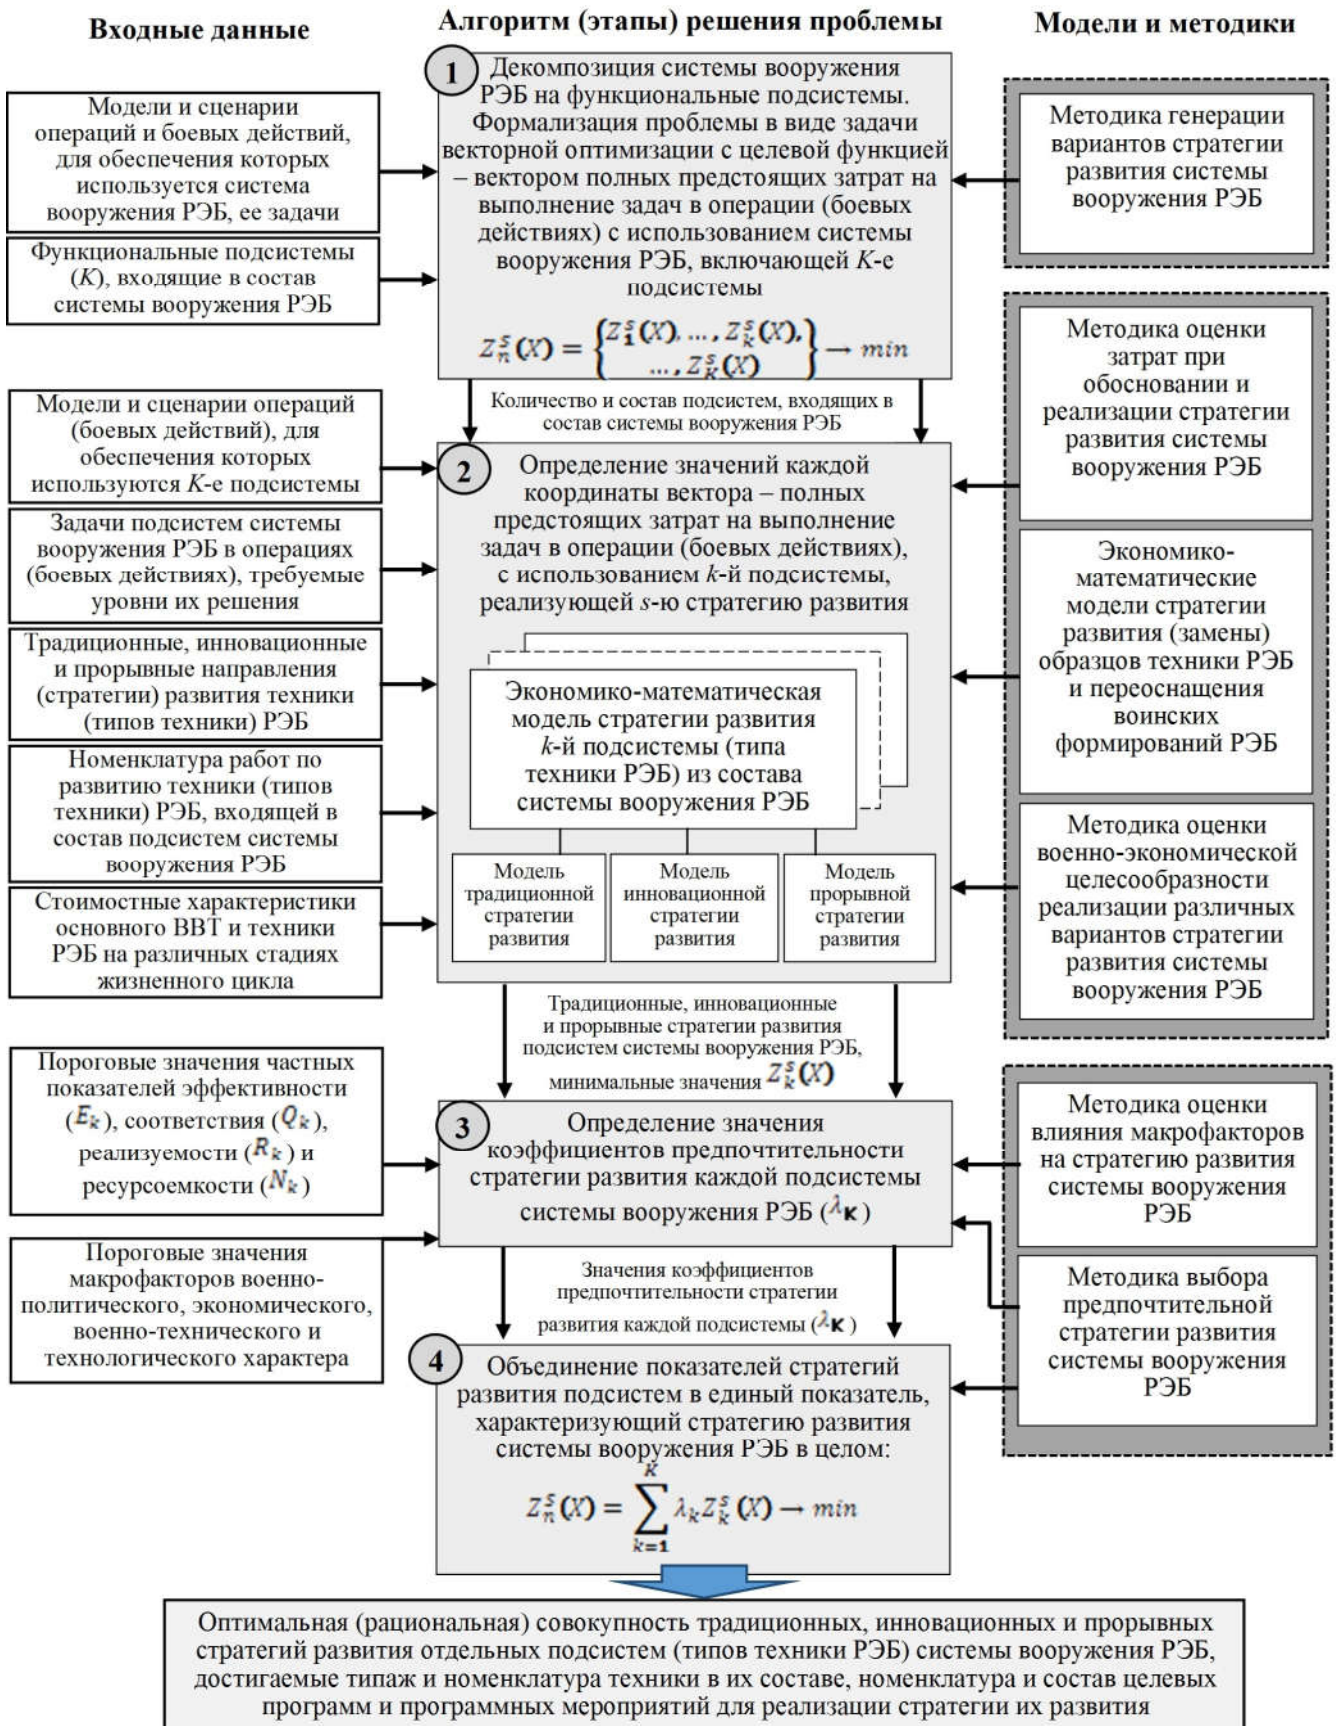 Входные данные
Алгоритм (этапы) решения проблемы
Модели и методики
Модели и сценарии
операций и боевых действий,
для обеспечения которых
используется система
вооружения РЭБ, ее задачи
Функциональные подсистемы
(K), входящие в состав
системы вооружения РЭБ
1
Декомпозиция системы вооружения
РЭБ на функциональные подсистемы.
Формализация проблемы в виде задачи
векторной оптимизации с целевой функцией
– вектором полных предстоящих затрат на
выполнение задач в операции (боевых
действиях) с использованием системы
вооружения РЭБ, включающей K-е
подсистемы
Z_n^s(X) = {Z_1^s(X), ..., Z_k^s(X),
..., Z_K^s(X)} → min
Методика генерации
вариантов стратегии
развития системы
вооружения РЭБ
Количество и состав подсистем, входящих в
состав системы вооружения РЭБ
Модели и сценарии операций
(боевых действий), для
обеспечения которых
используются K-е подсистемы
Задачи подсистем системы
вооружения РЭБ в операциях
(боевых действиях), требуемые
уровни их решения
Традиционные, инновационные
и прорывные направления
(стратегии) развития техники
(типов техники) РЭБ
Номенклатура работ по
развитию техники (типов
техники) РЭБ, входящей в
состав подсистем системы
вооружения РЭБ
Стоимостные характеристики
основного ВВТ и техники
РЭБ на различных стадиях
жизненного цикла
2
Определение значений каждой
координаты вектора – полных
предстоящих затрат на выполнение
задач в операции (боевых действиях),
с использованием k-й подсистемы,
реализующей s-ю стратегию развития
Экономико-математическая
модель стратегии развития
k-й подсистемы (типа
техники РЭБ) из состава
системы вооружения РЭБ
Модель
традиционной
стратегии
развития
Модель
инновационной
стратегии
развития
Модель
прорывной
стратегии
развития
Методика оценки
затрат при
обосновании и
реализации стратегии
развития системы
вооружения РЭБ
Экономико-
математические
модели стратегии
развития (замены)
образцов техники РЭБ
и переоснащения
воинских
формирований РЭБ
Методика оценки
военно-экономической
целесообразности
реализации различных
вариантов стратегии
развития системы
вооружения РЭБ
Традиционные, инновационные
и прорывные стратегии развития
подсистем системы вооружения РЭБ,
минимальные значения Z_k^s(X)
Пороговые значения частных
показателей эффективности
(E_k), соответствия (Q_k),
реализуемости (R_k) и
ресурсоемкости (N_k)
Пороговые значения
макрофакторов военно-
политического, экономического,
военно-технического и
технологического характера
3
Определение значения
коэффициентов предпочтительности
стратегии развития каждой подсистемы
системы вооружения РЭБ (λ_K)
Методика оценки
влияния макрофакторов
на стратегию развития
системы вооружения
РЭБ
Методика выбора
предпочтительной
стратегии развития
системы вооружения
РЭБ
Значения коэффициентов
предпочтительности стратегии
развития каждой подсистемы (λ_K)
4
Объединение показателей стратегий
развития подсистем в единый показатель,
характеризующий стратегию развития
системы вооружения РЭБ в целом:
Z_n^s(X) = ∑_{k=1}^{K} λ_k Z_k^s(X) → min
Оптимальная (рациональная) совокупность традиционных, инновационных и прорывных
стратегий развития отдельных подсистем (типов техники РЭБ) системы вооружения РЭБ,
достигаемые типаж и номенклатура техники в их составе, номенклатура и состав целевых
программ и программных мероприятий для реализации стратегии их развития